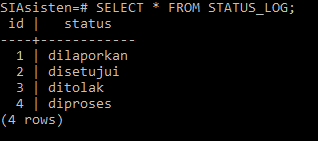 SIAsisten=# SELECT * FROM STATUS_LOG;
 id |   status
----+------------
  1 | dilaporkan
  2 | disetujui
  3 | ditolak
  4 | diproses
(4 rows)